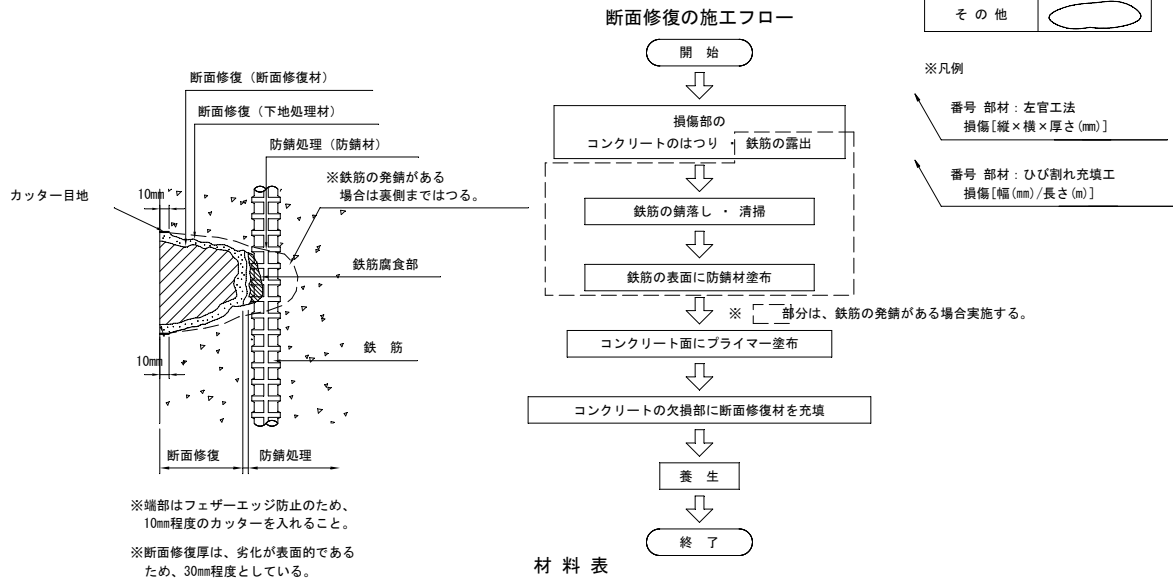 断面修復（断面修復材）
断面修復（下地処理材）
防錆処理（防錆材）
※鉄筋の発錆がある
場合は裏側まではつる。
カッター目地
10mm
鉄筋腐食部
鉄 筋
10mm
断面修復
防錆処理
※端部はフェザーエッジ防止のため、
10mm程度のカッターを入れること。
※断面修復厚は、劣化が表面的である
ため、30mm程度としている。
断面修復の施工フロー
開 始
損傷部の
コンクリートのはつり ・ 鉄筋の露出
鉄筋の錆落し ・ 清掃
鉄筋の表面に防錆材塗布
※ 部分は、鉄筋の発錆がある場合実施する。
コンクリート面にプライマー塗布
コンクリートの欠損部に断面修復材を充填
養 生
終 了
材 料 表
そ の 他
※凡例
番号 部材：左官工法
損傷[縦×横×厚さ(mm)]
番号 部材：ひび割れ充填工
損傷[幅(mm)/長さ(m)]